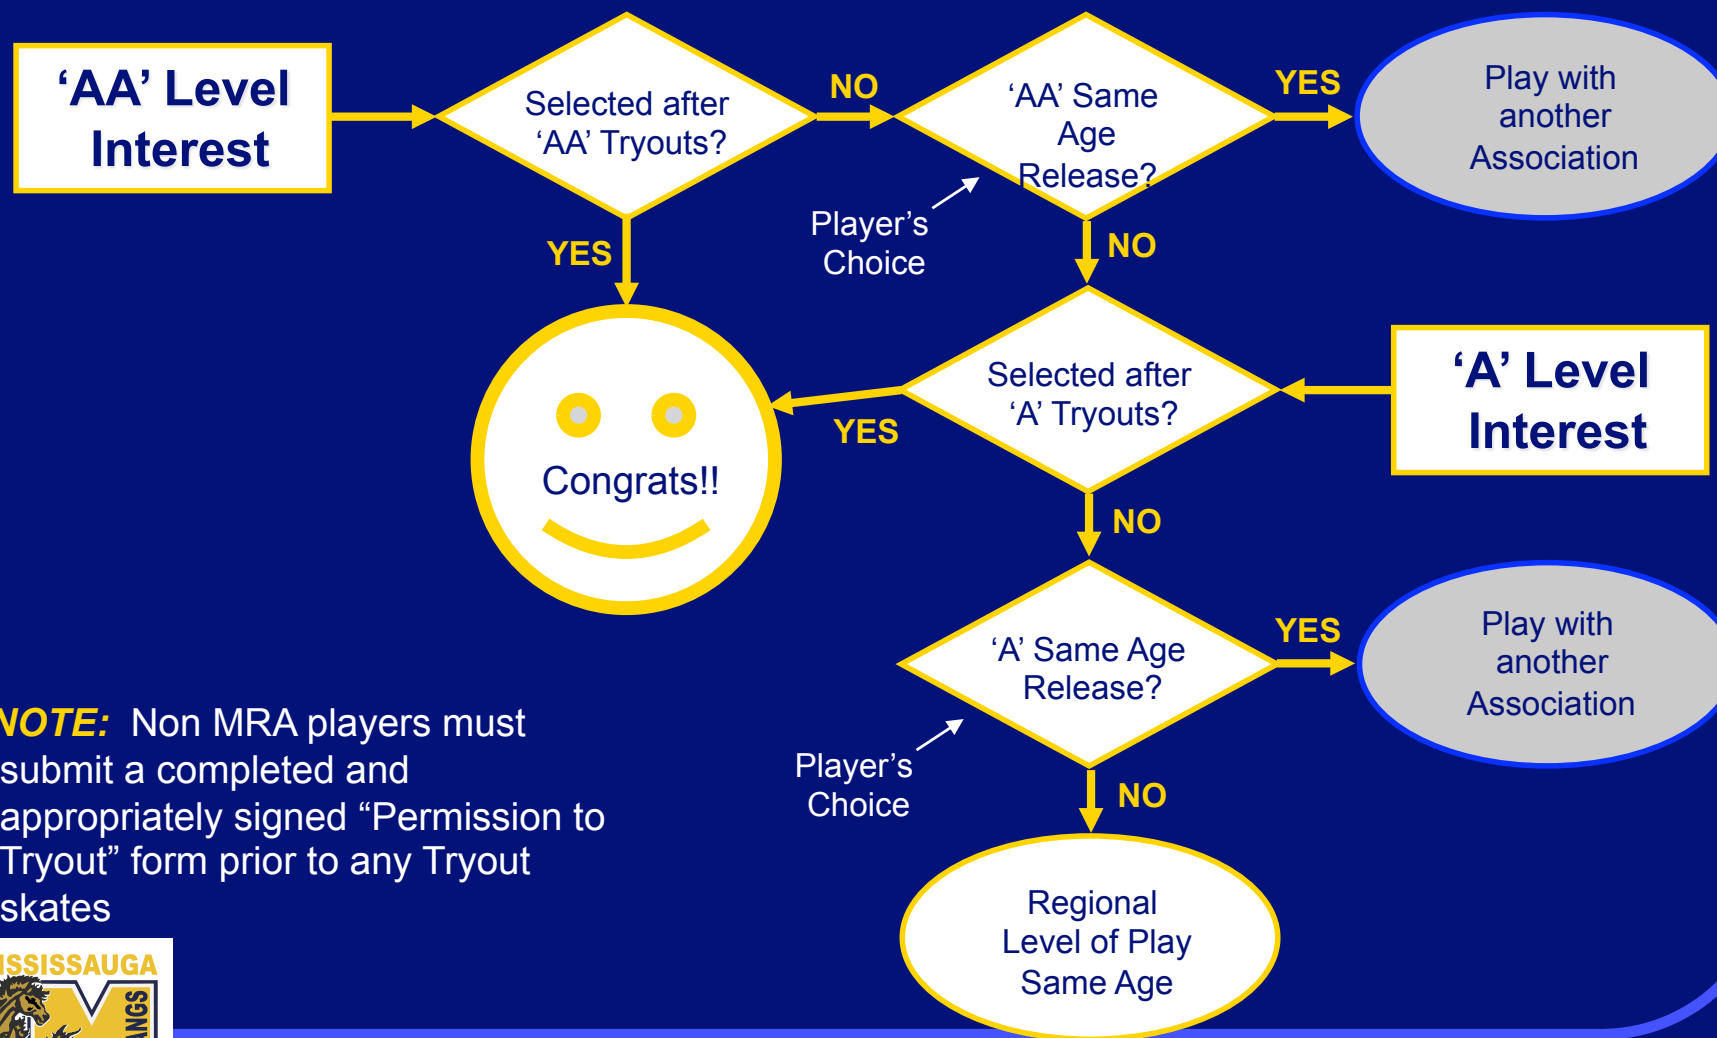 ‘AA’ Level
Interest
Selected after
‘AA’ Tryouts?
NO
‘AA’ Same
Age
Release?
YES
Play with
another
Association
Player’s
Choice
YES
NO
Congrats!!
YES
Selected after
‘A’ Tryouts?
‘A’ Level
Interest
NO
‘A’ Same Age
Release?
YES
Play with
another
Association
Player’s
Choice
NO
Regional
Level of Play
Same Age
NOTE: Non MRA players must
submit a completed and
appropriately signed “Permission to
Tryout” form prior to any Tryout
skates
ISSISSAUGA
ANGS